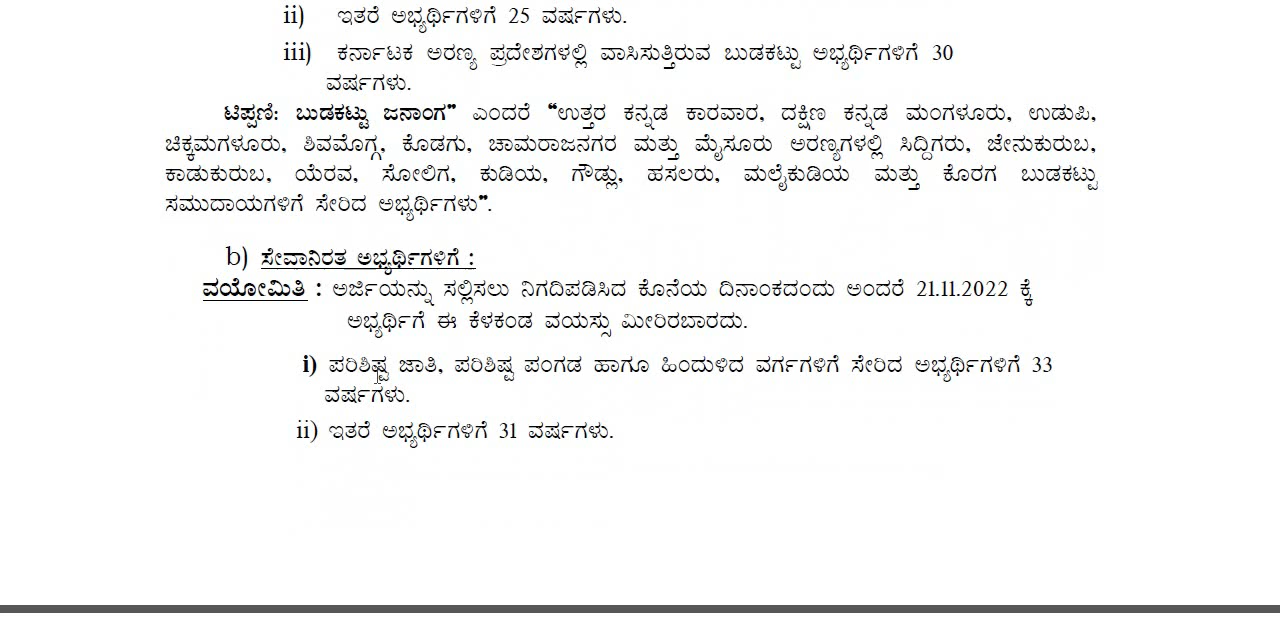 ii) ಇತರೆ ಅಭ್ಯರ್ಥಿಗಳಿಗೆ 25 ವರ್ಷಗಳು.
iii) ಕರ್ನಾಟಕ ಅರಣ್ಯ ಪ್ರದೇಶಗಳಲ್ಲಿ ವಾಸಿಸುತ್ತಿರುವ ಬುಡಕಟ್ಟು ಅಭ್ಯರ್ಥಿಗಳಿಗೆ 30
ವರ್ಷಗಳು.
ಟಿಪ್ಪಣಿ: ಬುಡಕಟ್ಟು ಜನಾಂಗ" ಎಂದರೆ "ಉತ್ತರ ಕನ್ನಡ ಕಾರವಾರ, ದಕ್ಷಿಣ ಕನ್ನಡ ಮಂಗಳೂರು, ಉಡುಪಿ,
ಚಿಕ್ಕಮಗಳೂರು, ಶಿವಮೊಗ್ಗ, ಕೊಡಗು, ಚಾಮರಾಜನಗರ ಮತ್ತು ಮೈಸೂರು ಅರಣ್ಯಗಳಲ್ಲಿ ಸಿದ್ದಿಗರು, ಜೇನುಕುರುಬ,
ಕಾಡುಕುರುಬ, ಯೆರವ, ಸೋಲಿಗ, ಕುಡಿಯ, ಗೌಡ್ಲು, ಹಸಲರು, ಮಲೈಕುಡಿಯ ಮತ್ತು ಕೊರಗ ಬುಡಕಟ್ಟು
ಸಮುದಾಯಗಳಿಗೆ ಸೇರಿದ ಅಭ್ಯರ್ಥಿಗಳು".
b) ಸೇವಾನಿರತ ಅಭ್ಯರ್ಥಿಗಳಿಗೆ :
ವಯೋಮಿತಿ : ಅರ್ಜಿಯನ್ನು ಸಲ್ಲಿಸಲು ನಿಗದಿಪಡಿಸಿದ ಕೊನೆಯ ದಿನಾಂಕದಂದು ಅಂದರೆ 21.11.2022 ಕ್ಕೆ
ಅಭ್ಯರ್ಥಿಗೆ ಈ ಕೆಳಕಂಡ ವಯಸ್ಸು ಮೀರಿರಬಾರದು.
i) ಪರಿಶಿಷ್ಟ ಜಾತಿ, ಪರಿಶಿಷ್ಟ ಪಂಗಡ ಹಾಗೂ ಹಿಂದುಳಿದ ವರ್ಗಗಳಿಗೆ ಸೇರಿದ ಅಭ್ಯರ್ಥಿಗಳಿಗೆ 33
ವರ್ಷಗಳು.
ii) ಇತರೆ ಅಭ್ಯರ್ಥಿಗಳಿಗೆ 31 ವರ್ಷಗಳು.